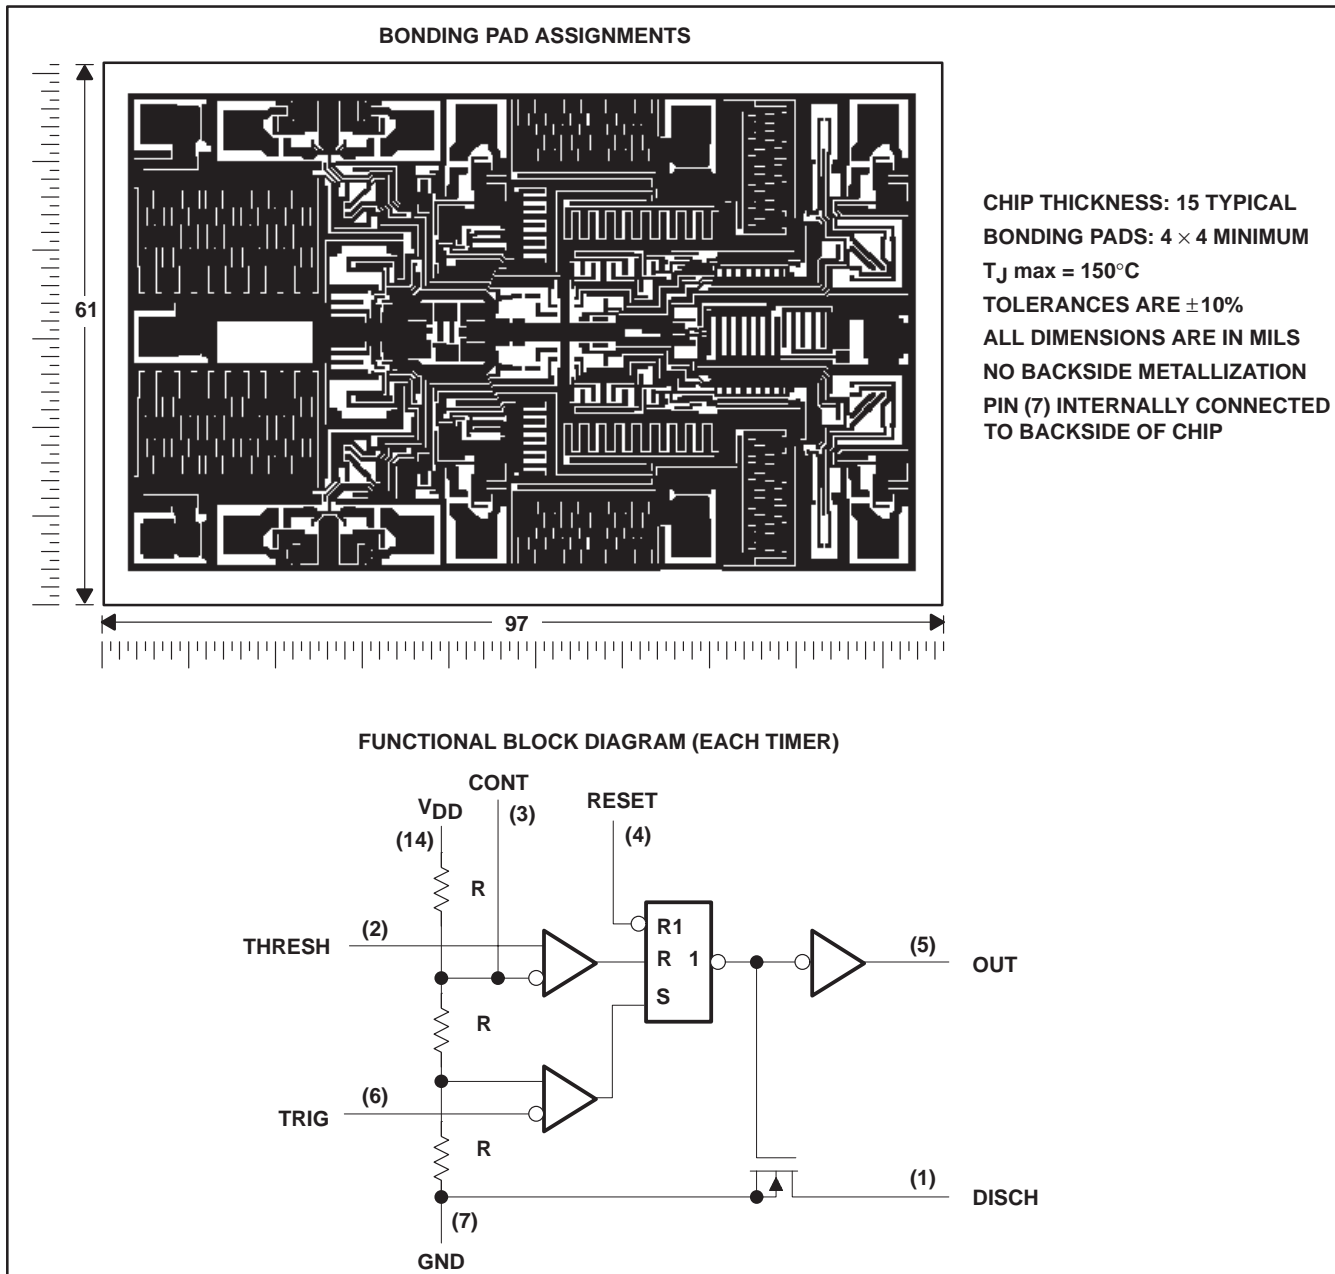 BONDING PAD ASSIGNMENTS
61
97
CHIP THICKNESS: 15 TYPICAL
BONDING PADS: 4 × 4 MINIMUM
TJ max = 150°C
TOLERANCES ARE ±10%
ALL DIMENSIONS ARE IN MILS
NO BACKSIDE METALLIZATION
PIN (7) INTERNALLY CONNECTED
TO BACKSIDE OF CHIP
FUNCTIONAL BLOCK DIAGRAM (EACH TIMER)
CONT
(3)
VDD
(14)
RESET
(4)
R
THRESH
(2)
R1
R 1
S
(5)
OUT
R
TRIG
(6)
R
(1)
DISCH
(7)
GND